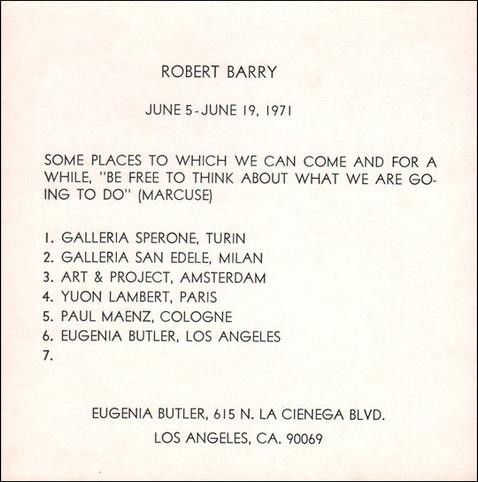 ROBERT BARRY
JUNE 5-JUNE 19, 1971
SOME PLACES TO WHICH WE CAN COME AND FOR A
WHILE, "BE FREE TO THINK ABOUT WHAT WE ARE GO-
ING TO DO" (MARCUSE)
1. GALLERIA SPERONE, TURIN
2. GALLERIA SAN EDELE, MILAN
3. ART & PROJECT, AMSTERDAM
4. YUON LAMBERT, PARIS
5. PAUL MAENZ, COLOGNE
6. EUGENIA BUTLER, LOS ANGELES
7.
EUGENIA BUTLER, 615 N. LA CIENEGA BLVD.
LOS ANGELES, CA. 90069